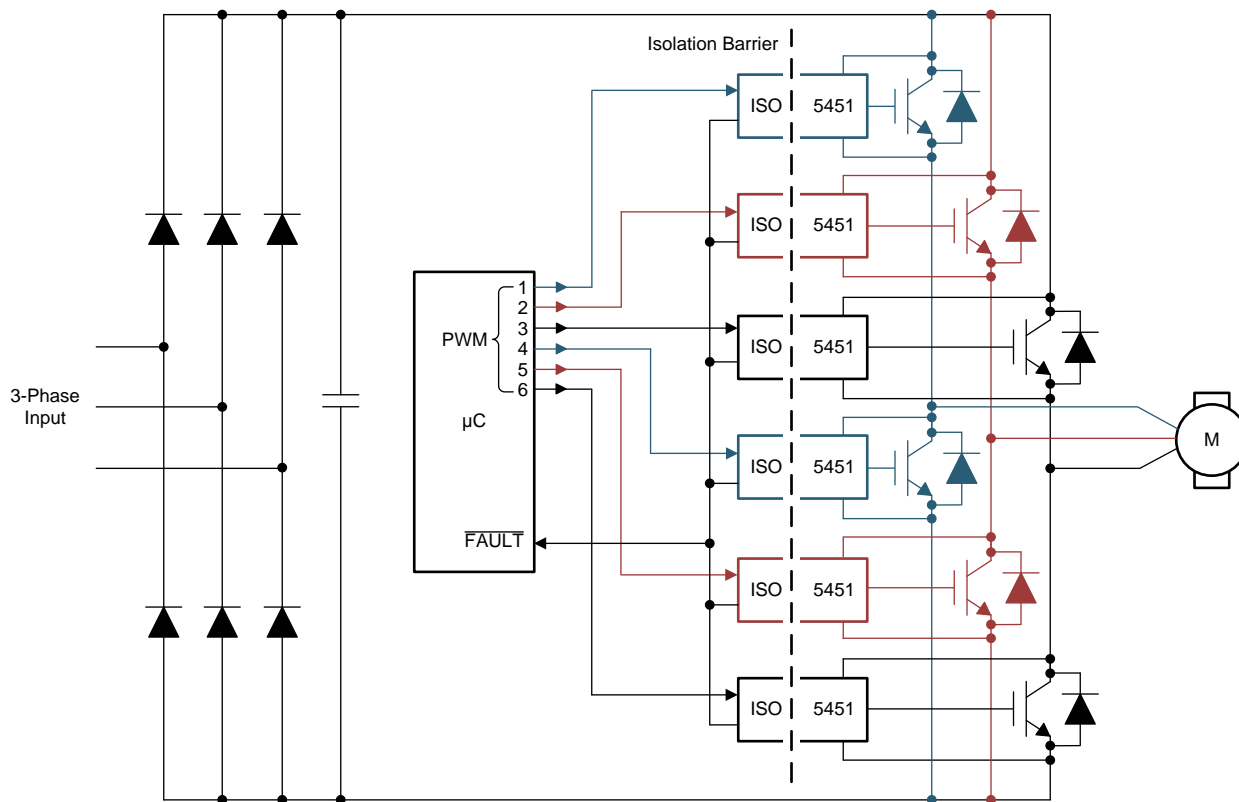 Isolation Barrier
ISO 5451
ISO 5451
1
2
3
PWM
4
5
6
ISO 5451
3-Phase
Input
µC
M
ISO 5451
FAULT
ISO 5451
ISO 5451